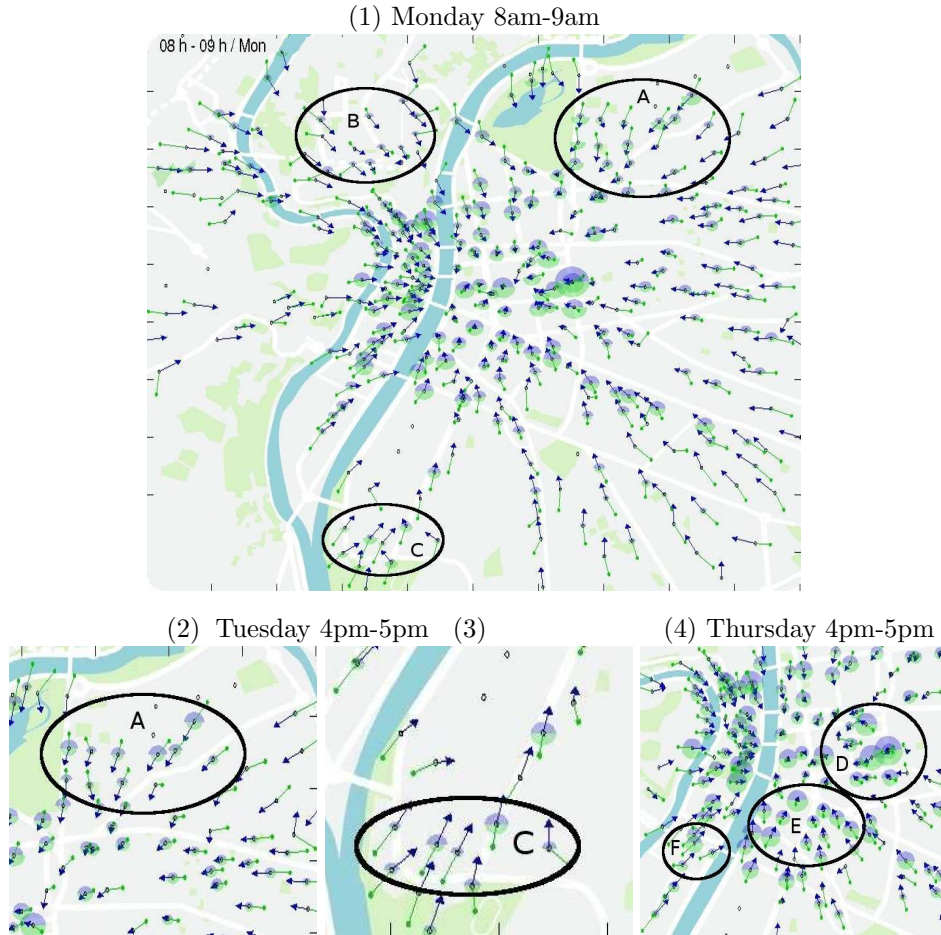 (1) Monday 8am-9am
08 h - 09 h / Mon
A
B
C
(2) Tuesday 4pm-5pm (3) (4) Thursday 4pm-5pm
A
C
D
E
F